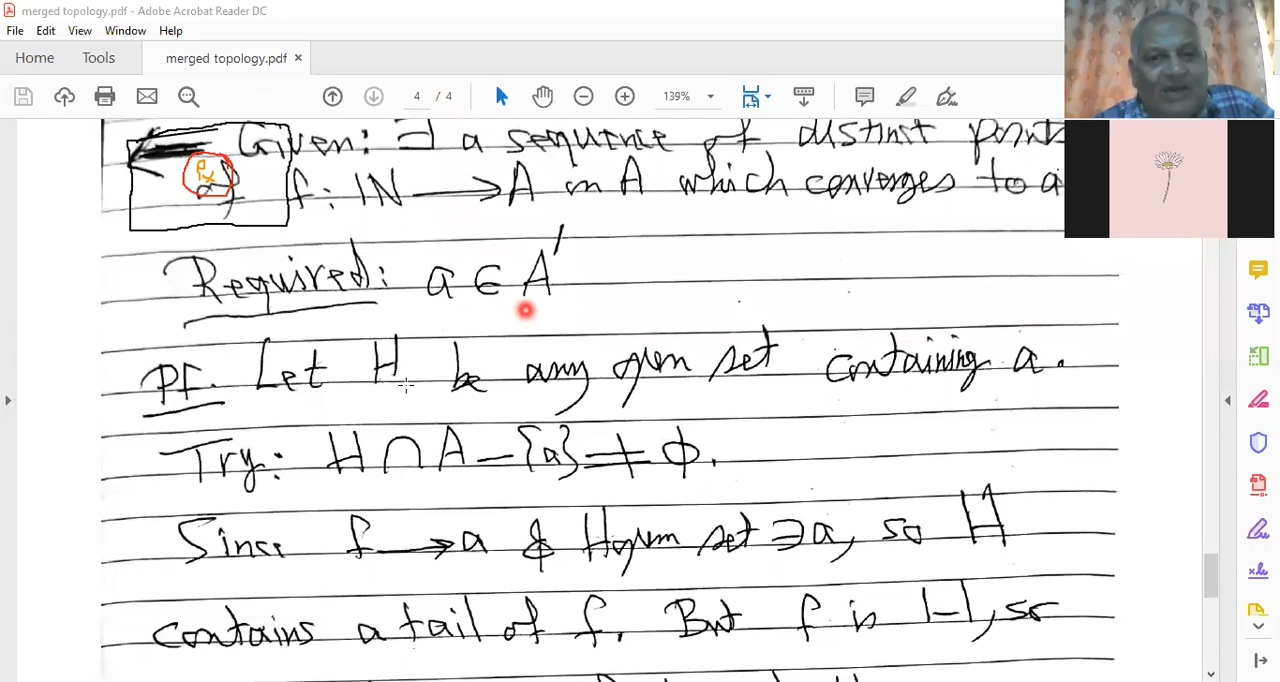 merged topology.pdf - Adobe Acrobat Reader DC
File Edit View Window Help
Home Tools merged topology.pdf ×
4 / 4 139%
Given: ∃ a sequence of distinct points
f: IN → A in A which converges to a
Required: a ∈ A'
Pf. Let H be any open set containing a.
Try: H ∩ A - {a} ≠ φ.
Since f → a & H open set ∋ a, so H
contains a tail of f. But f is 1-1, so